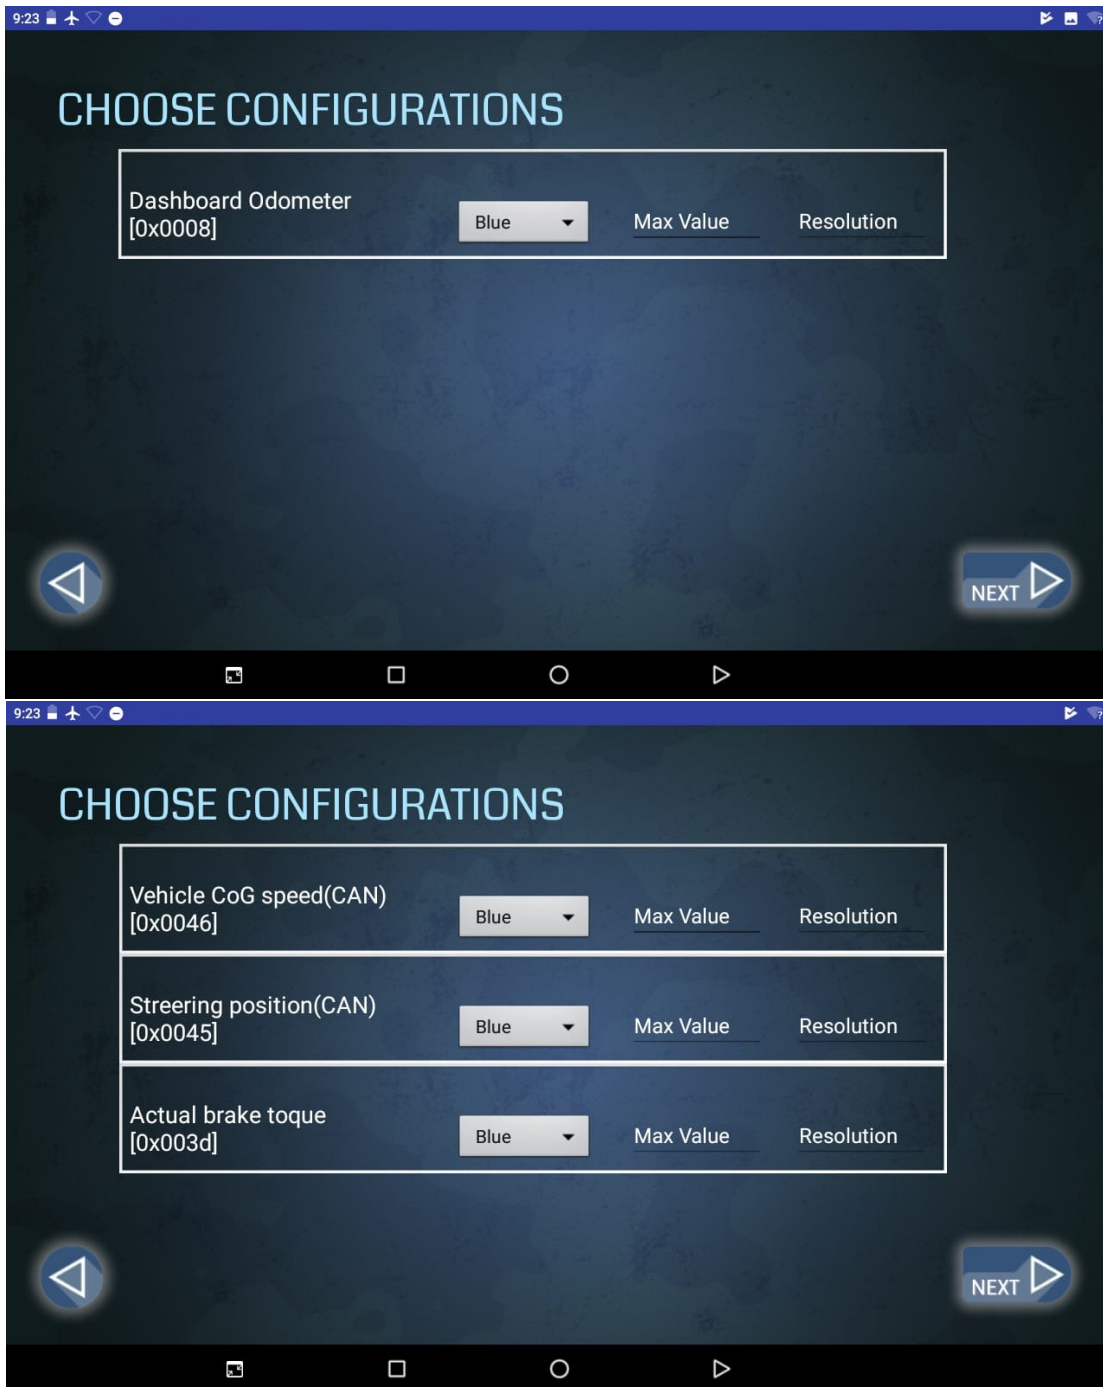 9:23
CHOOSE CONFIGURATIONS
Dashboard Odometer
[0x0008]
Blue
Max Value
Resolution
NEXT
9:23
CHOOSE CONFIGURATIONS
Vehicle CoG speed(CAN)
[0x0046]
Blue
Max Value
Resolution
Streering position(CAN)
[0x0045]
Blue
Max Value
Resolution
Actual brake toque
[0x003d]
Blue
Max Value
Resolution
NEXT